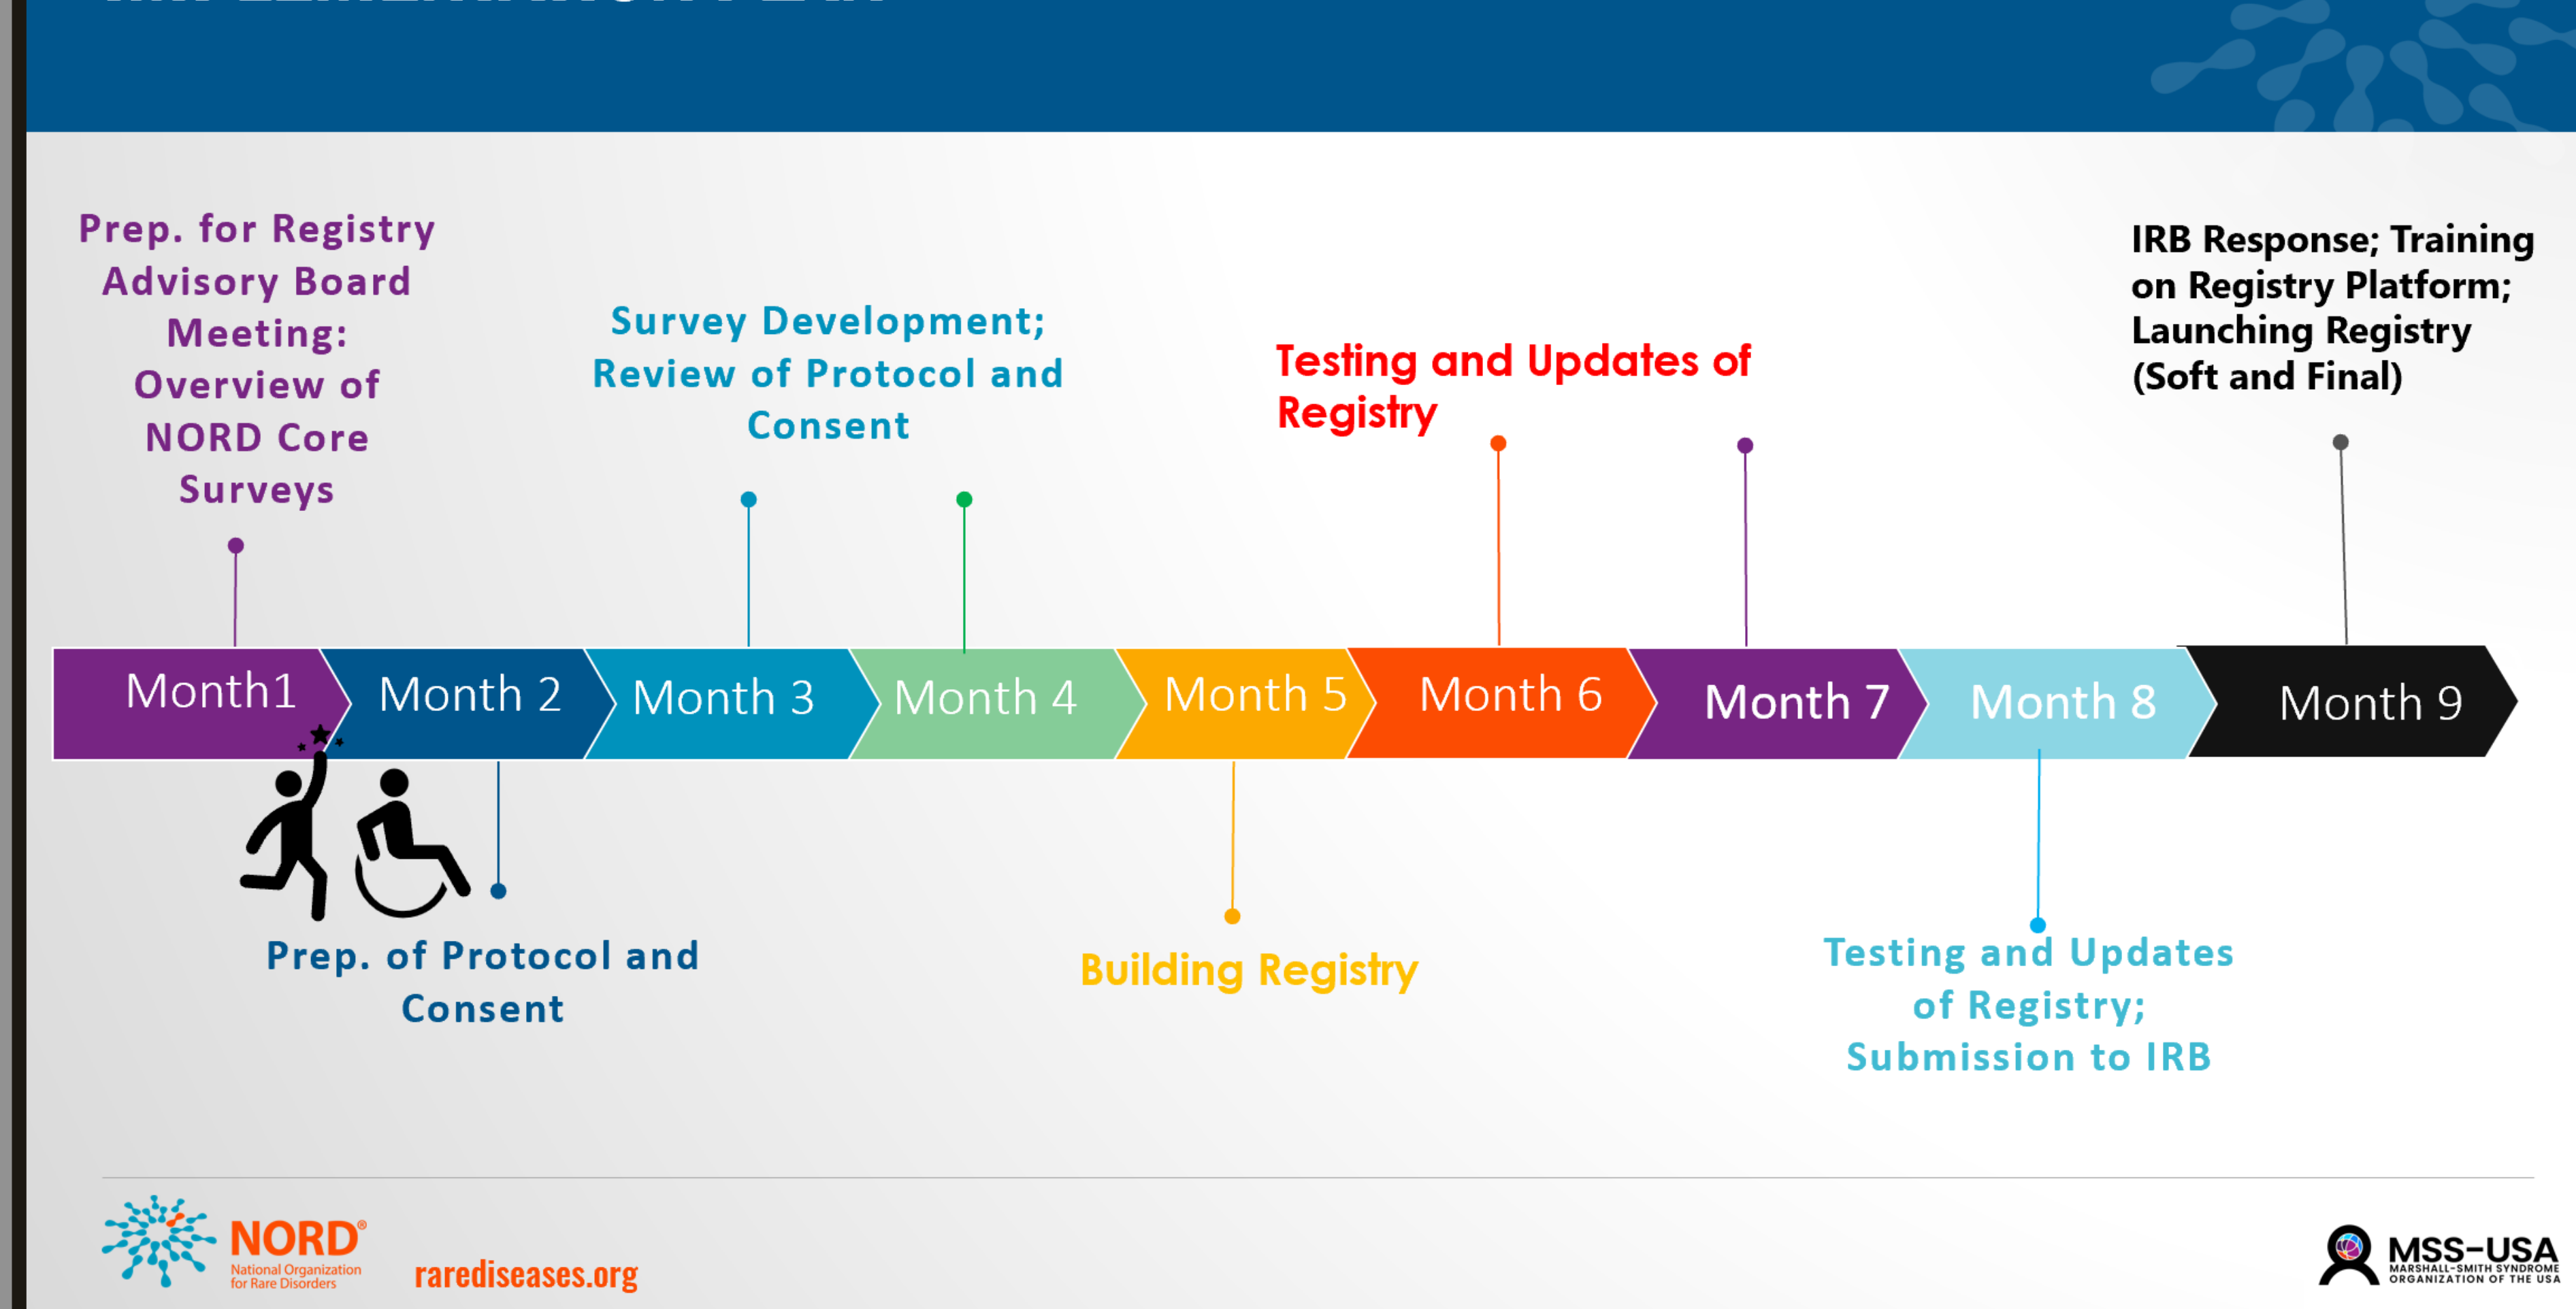 IMPLEMENTATION PLAN
Prep. for Registry
Advisory Board
Meeting:
Overview of
NORD Core
Surveys
Survey Development;
Review of Protocol and
Consent
Testing and Updates of
Registry
IRB Response; Training
on Registry Platform;
Launching Registry
(Soft and Final)
Month1
Month 2
Month 3
Month 4
Month 5
Month 6
Month 7
Month 8
Month 9
Prep. of Protocol and
Consent
Building Registry
Testing and Updates
of Registry;
Submission to IRB
NORD®
National Organization
for Rare Disorders
rarediseases.org
MSS-USA
MARSHALL-SMITH SYNDROME
ORGANIZATION OF THE USA